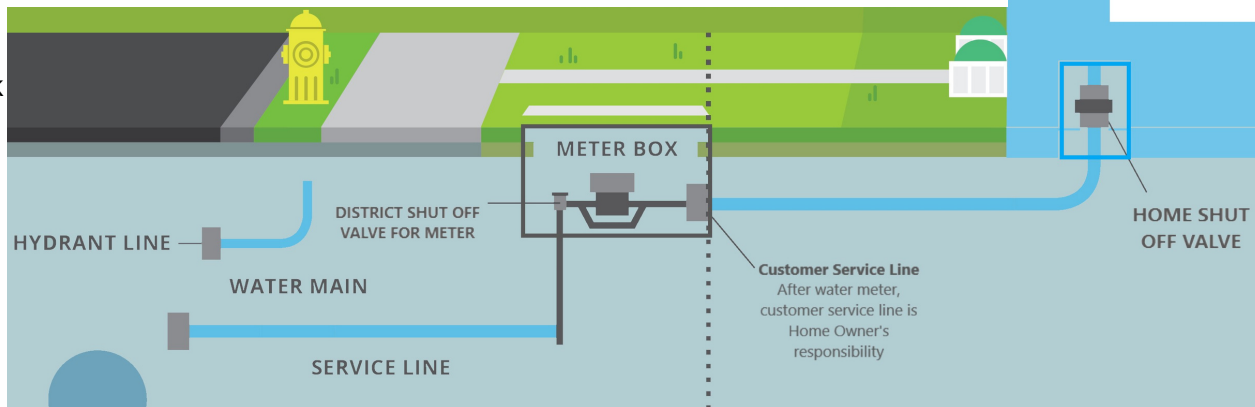 METER BOX
DISTRICT SHUT OFF
VALVE FOR METER
HYDRANT LINE
WATER MAIN
SERVICE LINE
Customer Service Line
After water meter,
customer service line is
Home Owner's
responsibility
HOME SHUT
OFF VALVE